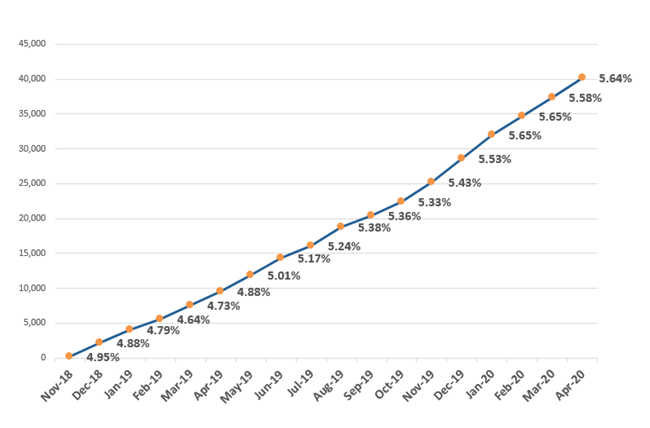 45,000
40,000
35,000
30,000
25,000
20,000
15,000
10,000
5,000
0
4.95%
4.88%
4.79%
4.64%
4.73%
4.88%
5.01%
5.17%
5.24%
5.38%
5.36%
5.33%
5.43%
5.53%
5.65%
5.65%
5.58%
5.64%
Nov-18
Dec-18
Jan-19
Feb-19
Mar-19
Apr-19
May-19
Jun-19
Jul-19
Aug-19
Sep-19
Oct-19
Nov-19
Dec-19
Jan-20
Feb-20
Mar-20
Apr-20